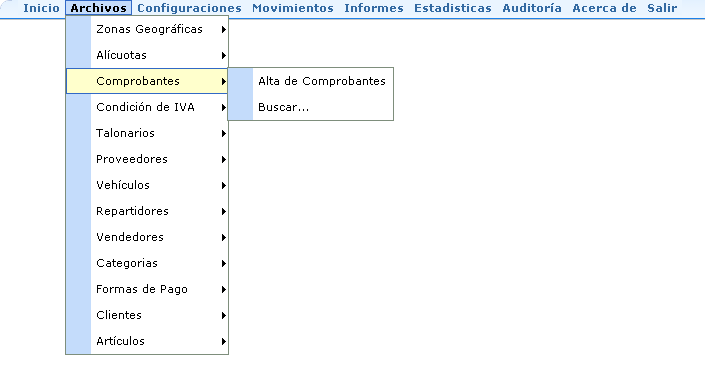 Inicio Archivos Configuraciones Movimientos Informes Estadisticas Auditoría Acerca de Salir
Zonas Geográficas
Alícuotas
Comprobantes
Alta de Comprobantes
Condición de IVA
Buscar...
Talonarios
Proveedores
Vehículos
Repartidores
Vendedores
Categorias
Formas de Pago
Clientes
Artículos